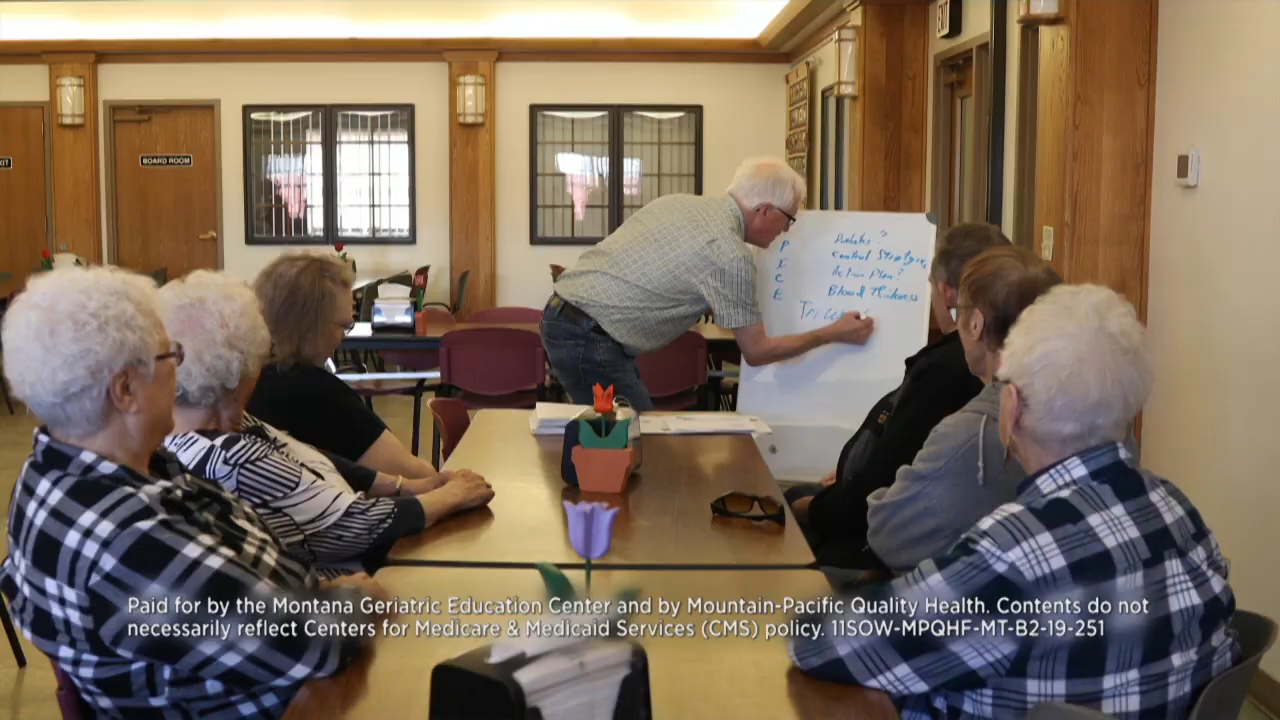 EXIT
BOARD ROOM
P
I
C
E
Diabetes?
Control Strategies
Action Plan?
Blood Thickness
Paid for by the Montana Geriatric Education Center and by Mountain-Pacific Quality Health. Contents do not
necessarily reflect Centers for Medicare & Medicaid Services (CMS) policy. 11SOW-MPQHF-MT-B2-19-251